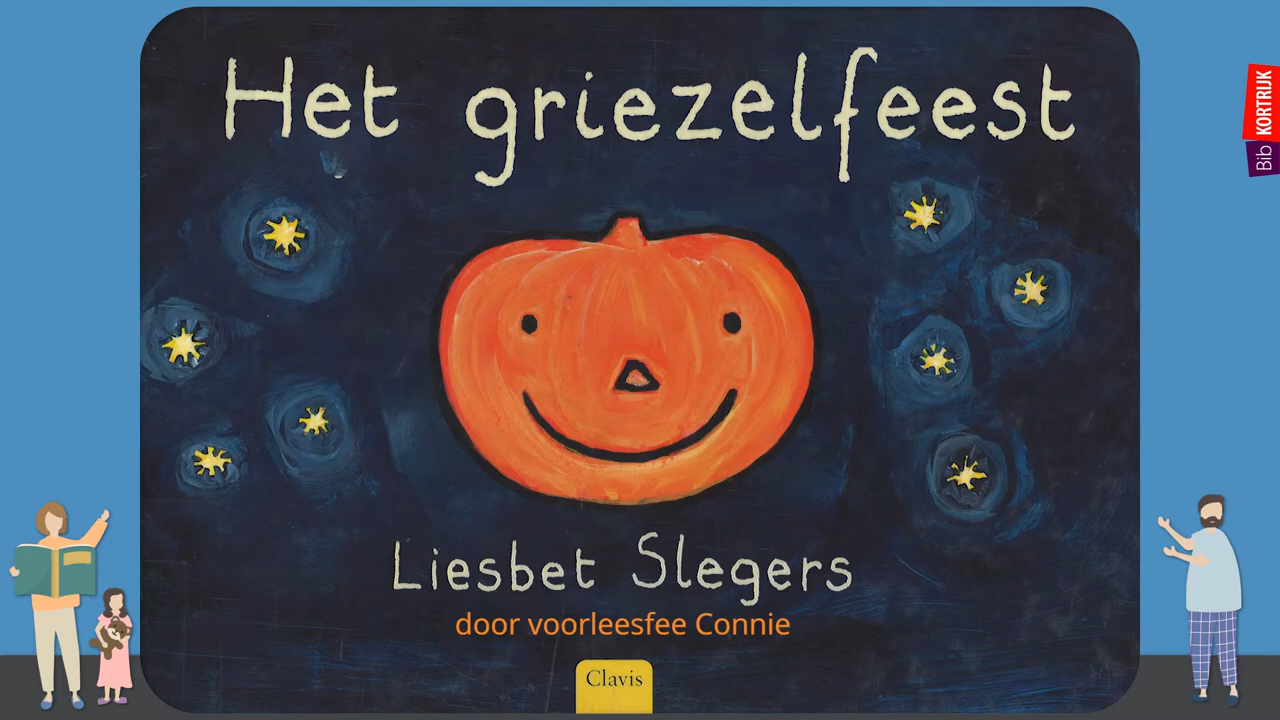 Het griezelfeest
Bib KORTRIJK
Liesbet Slegers
door voorleesfee Connie
Clavis